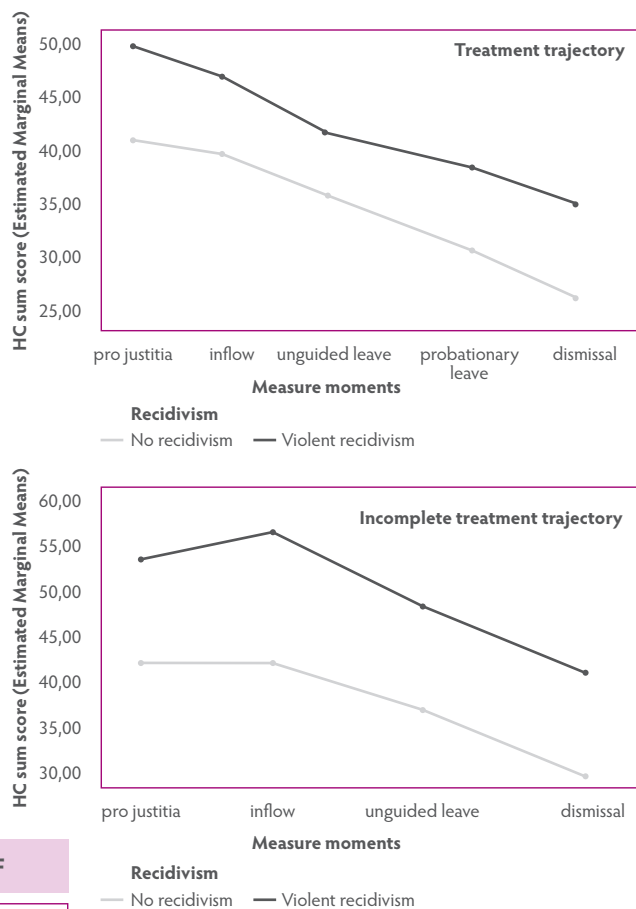 HC sum score (Estimated Marginal Means)
Treatment trajectory
50,00
45,00
40,00
35,00
30,00
25,00
pro justitia inflow unguided leave probationary leave dismissal
Measure moments
Recidivism
No recidivism Violent recidivism
HC sum score (Estimated Marginal Means)
Incomplete treatment trajectory
60,00
55,00
50,00
45,00
40,00
35,00
30,00
pro justitia inflow unguided leave dismissal
Measure moments
Recidivism
No recidivism Violent recidivism